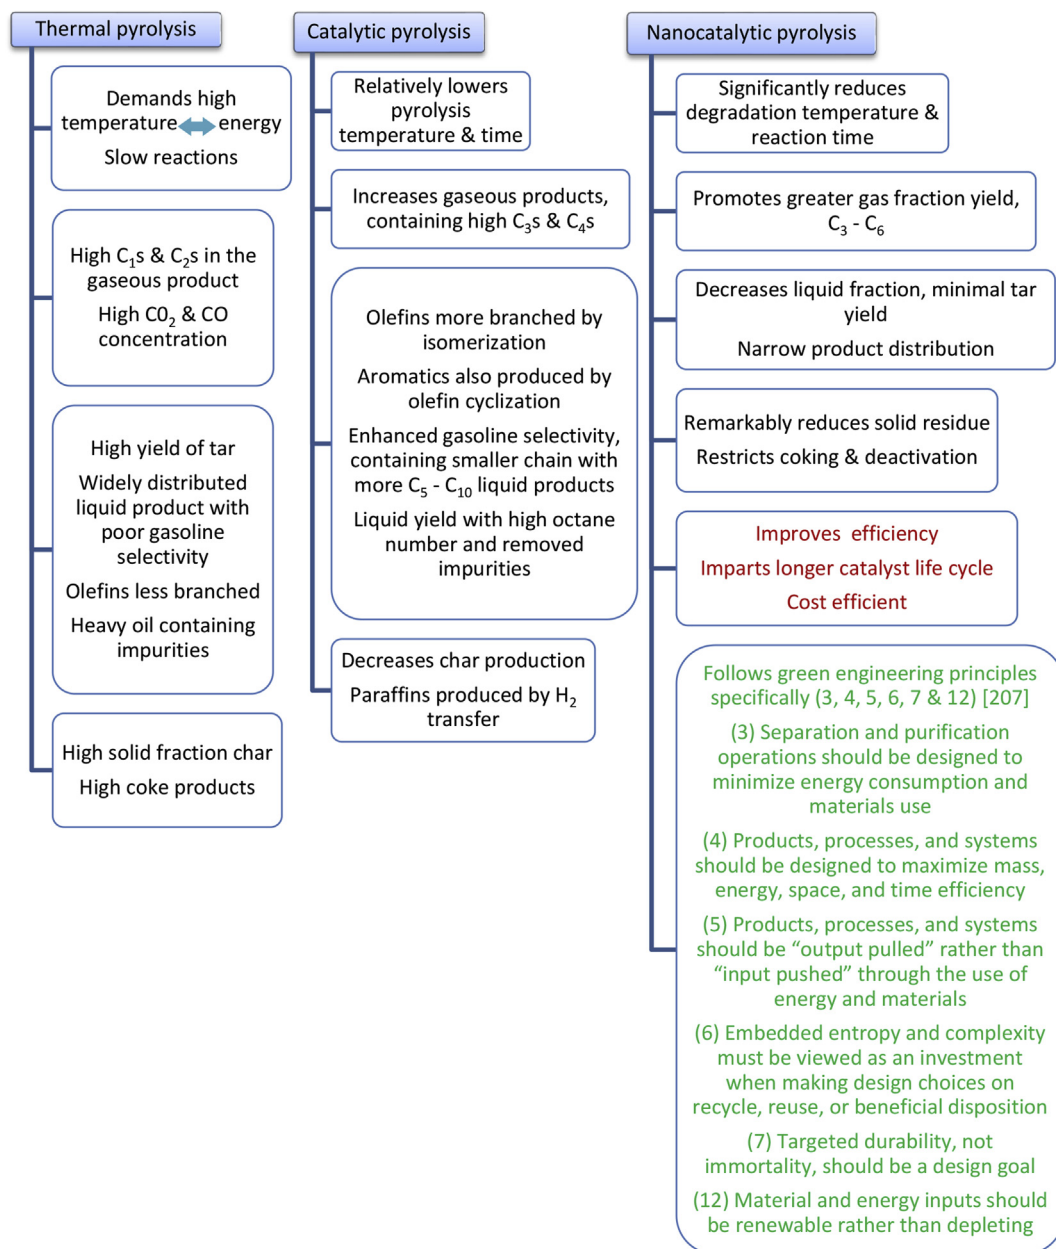 Thermal pyrolysis
Demands high
temperature energy
Slow reactions
High C₁s & C₂s in the
gaseous product
High C0₂ & CO
concentration
High yield of tar
Widely distributed
liquid product with
poor gasoline
selectivity
Olefins less branched
Heavy oil containing
impurities
High solid fraction char
High coke products
Catalytic pyrolysis
Relatively lowers
pyrolysis
temperature & time
Increases gaseous products,
containing high C₃s & C₄s
Olefins more branched by
isomerization
Aromatics also produced by
olefin cyclization
Enhanced gasoline selectivity,
containing smaller chain with
more C₅ - C₁₀ liquid products
Liquid yield with high octane
number and removed
impurities
Decreases char production
Paraffins produced by H₂
transfer
Nanocatalytic pyrolysis
Significantly reduces
degradation temperature &
reaction time
Promotes greater gas fraction yield,
C₃ - C₆
Decreases liquid fraction, minimal tar
yield
Narrow product distribution
Remarkably reduces solid residue
Restricts coking & deactivation
Improves efficiency
Imparts longer catalyst life cycle
Cost efficient
Follows green engineering principles
specifically (3, 4, 5, 6, 7 & 12) [207]
(3) Separation and purification
operations should be designed to
minimize energy consumption and
materials use
(4) Products, processes, and systems
should be designed to maximize mass,
energy, space, and time efficiency
(5) Products, processes, and systems
should be “output pulled” rather than
“input pushed” through the use of
energy and materials
(6) Embedded entropy and complexity
must be viewed as an investment
when making design choices on
recycle, reuse, or beneficial disposition
(7) Targeted durability, not
immortality, should be a design goal
(12) Material and energy inputs should
be renewable rather than depleting